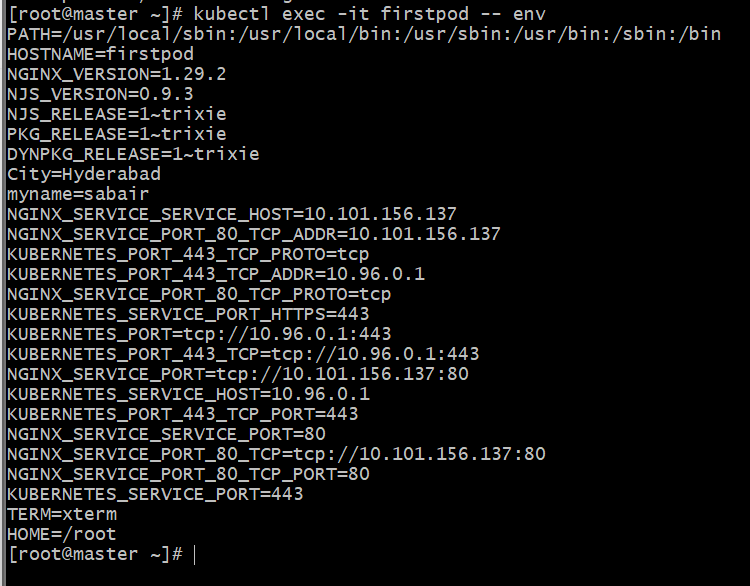 [root@master ~]# kubectl exec -it firstpod -- env
PATH=/usr/local/sbin:/usr/local/bin:/usr/sbin:/usr/bin:/sbin:/bin
HOSTNAME=firstpod
NGINX_VERSION=1.29.2
NJS_VERSION=0.9.3
NJS_RELEASE=1~trixie
PKG_RELEASE=1~trixie
DYNPKG_RELEASE=1~trixie
City=Hyderabad
myname=sabair
NGINX_SERVICE_SERVICE_HOST=10.101.156.137
NGINX_SERVICE_PORT_80_TCP_ADDR=10.101.156.137
KUBERNETES_PORT_443_TCP_PROTO=tcp
KUBERNETES_PORT_443_TCP_ADDR=10.96.0.1
NGINX_SERVICE_PORT_80_TCP_PROTO=tcp
KUBERNETES_SERVICE_PORT_HTTPS=443
KUBERNETES_PORT=tcp://10.96.0.1:443
KUBERNETES_PORT_443_TCP=tcp://10.96.0.1:443
NGINX_SERVICE_PORT=tcp://10.101.156.137:80
KUBERNETES_SERVICE_HOST=10.96.0.1
KUBERNETES_PORT_443_TCP_PORT=443
NGINX_SERVICE_SERVICE_PORT=80
NGINX_SERVICE_PORT_80_TCP=tcp://10.101.156.137:80
NGINX_SERVICE_PORT_80_TCP_PORT=80
KUBERNETES_SERVICE_PORT=443
TERM=xterm
HOME=/root
[root@master ~]#